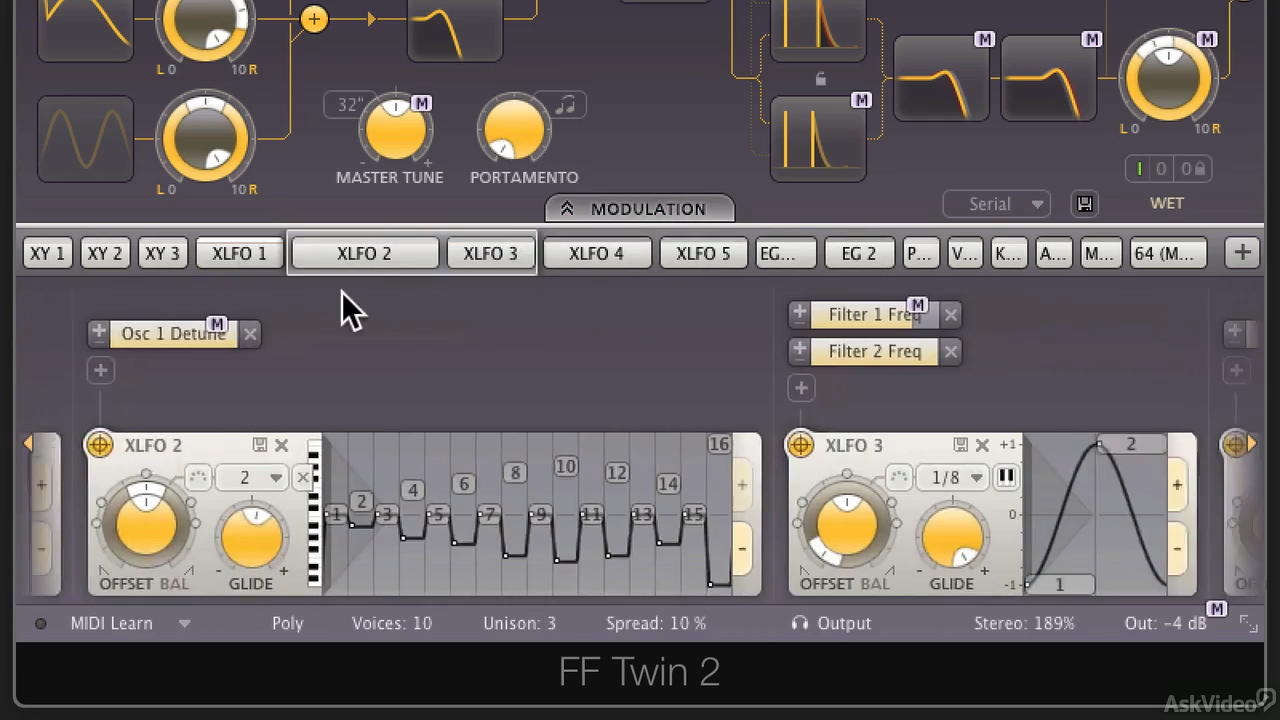 L 0 10 R
L 0 10 R
32" M
MASTER TUNE PORTAMENTO
MODULATION
M M M
M
L 0 10 R
I 0 0
Serial WET
XY 1 XY 2 XY 3 XLFO 1 XLFO 2 XLFO 3 XLFO 4 XLFO 5 EG... EG 2 P... V... K... A... M... 64 (M... +
Osc 1 Detune M
Filter 1 Freq M
Filter 2 Freq
XLFO 2
2
OFFSET BAL - GLIDE +
1 2 3 4 5 6 7 8 9 10 11 12 13 14 15 16
+
-
XLFO 3
1/8
OFFSET BAL - GLIDE +
+1
0
-1
1 2
+
-
MIDI Learn Poly Voices: 10 Unison: 3 Spread: 10 % Output Stereo: 189% Out: -4 dB M
FF Twin 2
AskVideo